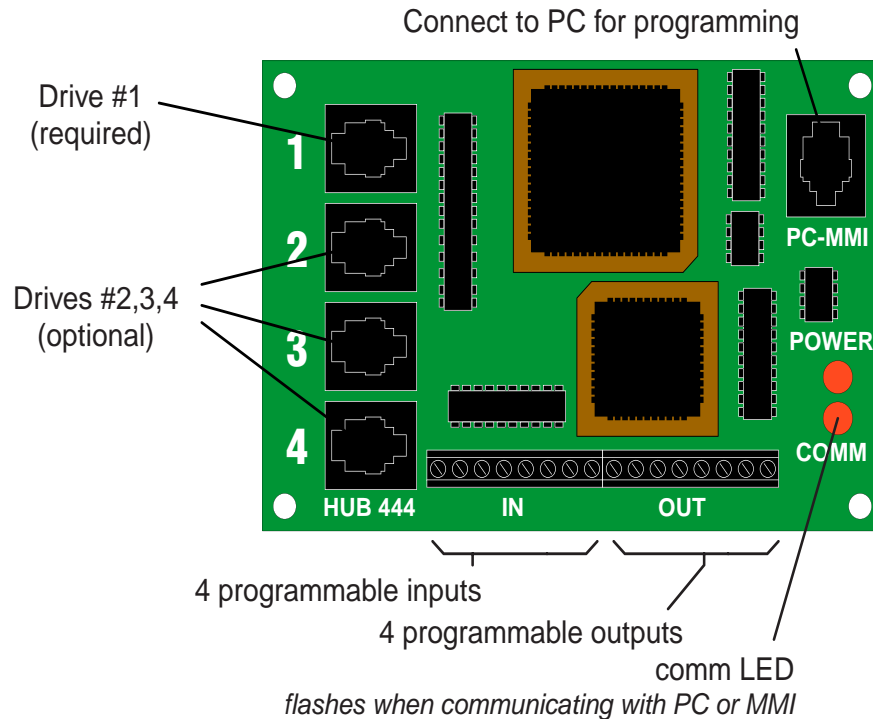 Connect to PC for programming
Drive #1
(required)
1
2
PC-MMI
Drives #2,3,4
(optional)
3
POWER
4
COMM
HUB 444
IN
OUT
4 programmable inputs
4 programmable outputs
comm LED
flashes when communicating with PC or MMI